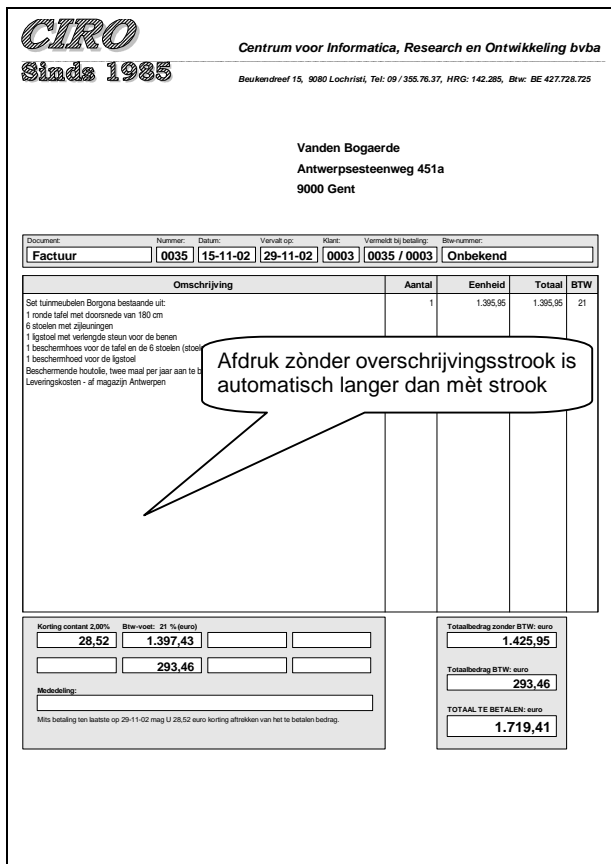 CIRO
Sinds 1985
Centrum voor Informatica, Research en Ontwikkeling bvba
Beukendreef 15, 9080 Lochristi, Tel: 09 / 355.76.37, HRG: 142.285, Btw: BE 427.728.725
Vanden Bogaerde
Antwerpsesteenweg 451a
9000 Gent
Document: Nummer: Datum: Vervalt op: Klant: Vermeldt bij betaling: Btw-nummer:
Factuur 0035 15-11-02 29-11-02 0003 0035 / 0003 Onbekend
Omschrijving Aantal Eenheid Totaal BTW
Set tuinmeubelen Borgona bestaande uit: 1 1.395,95 1.395,95 21
1 ronde tafel met doorsnede van 180 cm
6 stoelen met zijleuningen
1 ligstoel met verlengde steun voor de benen
1 beschermhoes voor de tafel en de 6 stoelen
1 beschermhoed voor de ligstoel
Beschermende houtolie, twee maal per jaar aan te
Leveringskosten - af magazijn Antwerpen
Afdruk zònder overschrijvingsstrook is
automatisch langer dan mèt strook
Korting contant 2,00% Btw-voet: 21 % (euro)
28,52 1.397,43
293,46
Mededeling:
Mits betaling ten laatste op 29-11-02 mag U 28,52 euro korting aftrekken van het te betalen bedrag.
Totaalbedrag zonder BTW: euro
1.425,95
Totaalbedrag BTW: euro
293,46
TOTAAL TE BETALEN: euro
1.719,41